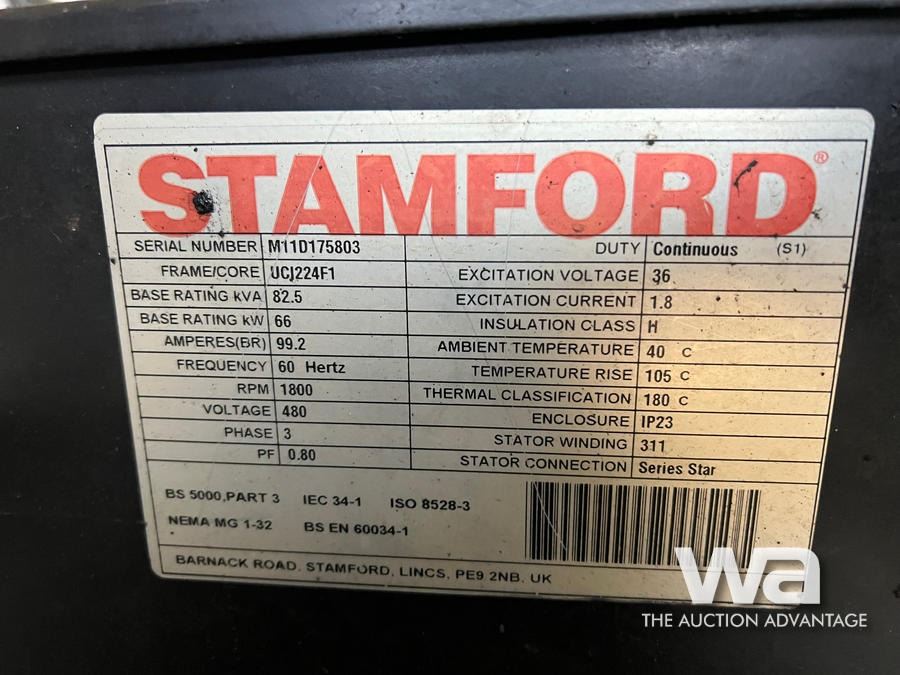 STAMFORD®
SERIAL NUMBER M11D175803 DUTY Continuous (S1)
FRAME/CORE UCJ224F1 EXCITATION VOLTAGE 36
BASE RATING kVA 82.5 EXCITATION CURRENT 1.8
BASE RATING kW 66 INSULATION CLASS H
AMPERES(BR) 99.2 AMBIENT TEMPERATURE 40 C
FREQUENCY 60 Hertz TEMPERATURE RISE 105 C
RPM 1800 THERMAL CLASSIFICATION 180 C
VOLTAGE 480 ENCLOSURE IP23
PHASE 3 STATOR WINDING 311
PF 0.80 STATOR CONNECTION Series Star
BS 5000,PART 3 IEC 34-1 ISO 8528-3
NEMA MG 1-32 BS EN 60034-1
BARNACK ROAD, STAMFORD, LINCS, PE9 2NB, UK
wa
THE AUCTION ADVANTAGE